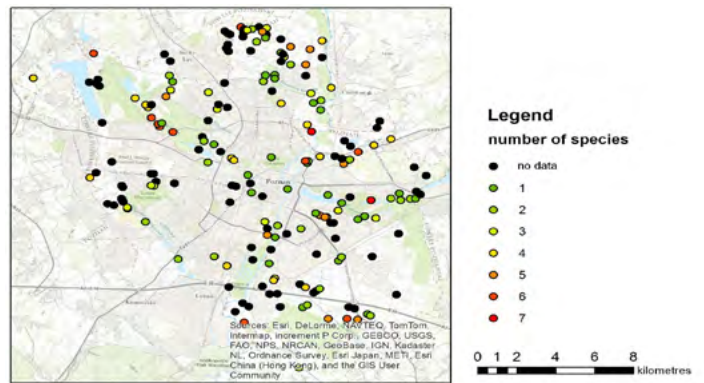 Poznan
Luboń
Sources: Esri, DeLorme, NAVTEQ, TomTom,
Intermap, increment P Corp., GEBCO, USGS,
FAO, NPS, NRCAN, GeoBase, IGN, Kadaster
NL, Ordnance Survey, Esri Japan, METI, Esri
China (Hong Kong), and the GIS User
Community
Legend
number of species
no data
1
2
3
4
5
6
7
0 1 2 4 6 8
kilometres